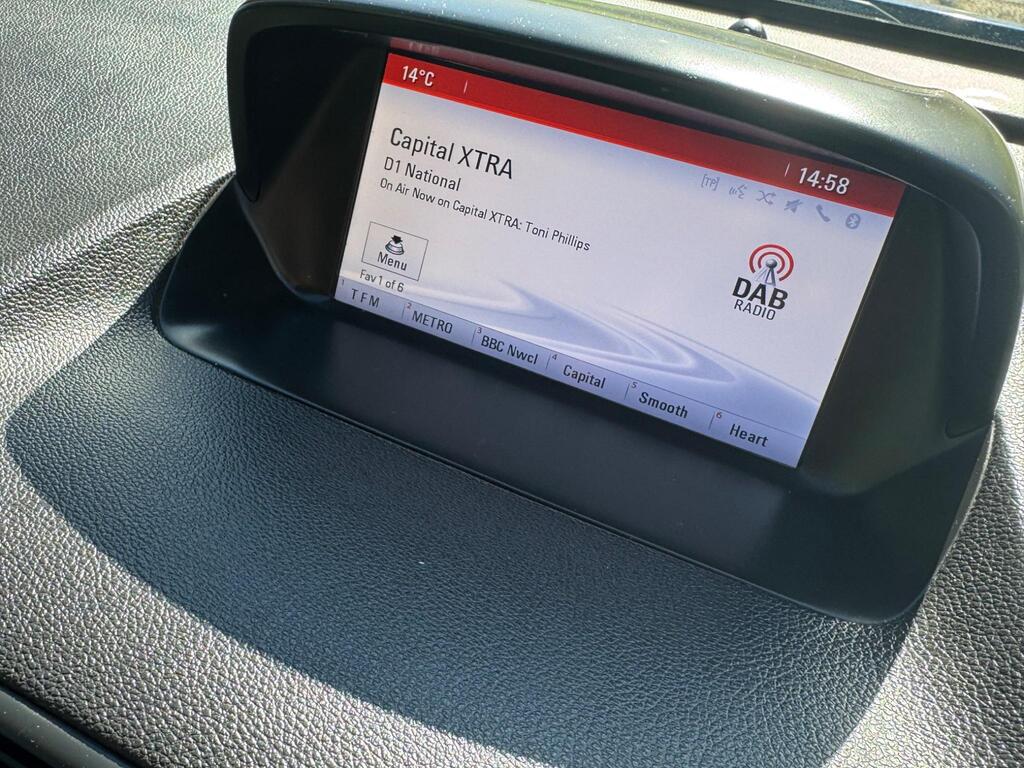 14°C
14:58
Capital XTRA
D1 National
On Air Now on Capital XTRA: Toni Phillips
[TP]
Menu
DAB
RADIO
Fav 1 of 6
1 T FM 2 METRO 3 BBC Nwcl 4 Capital 5 Smooth 6 Heart